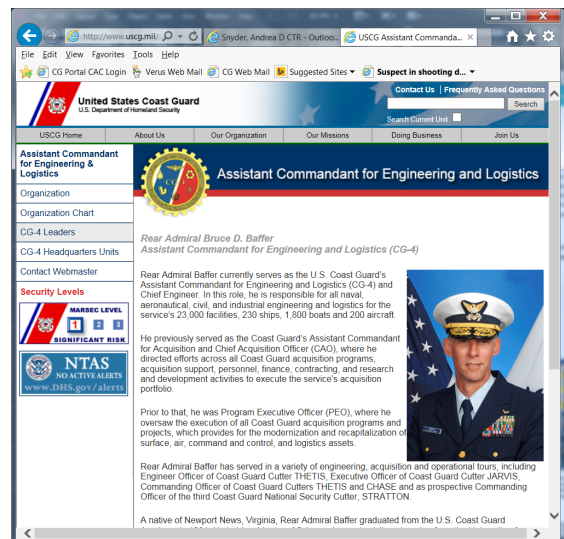 http://www.uscg.mil/
Snyder, Andrea D CTR - Outloo...
USCG Assistant Commanda...
File Edit View Favorites Tools Help
CG Portal CAC Login
Verus Web Mail
CG Web Mail
Suggested Sites
Suspect in shooting d...
Contact Us | Frequently Asked Questions
United States Coast Guard
U.S. Department of Homeland Security
Search
Search Current Unit
USCG Home
About Us
Our Organization
Our Missions
Doing Business
Join Us
Assistant Commandant
for Engineering &
Logistics
Organization
Organization Chart
CG-4 Leaders
CG-4 Headquarters Units
Contact Webmaster
Security Levels
MARSEC LEVEL
1 2 3
SIGNIFICANT RISK
NTAS
NO ACTIVE ALERTS
www.DHS.gov/alerts
Assistant Commandant for Engineering and Logistics
Rear Admiral Bruce D. Baffer
Assistant Commandant for Engineering and Logistics (CG-4)
Rear Admiral Baffer currently serves as the U.S. Coast Guard's
Assistant Commandant for Engineering and Logistics (CG-4) and
Chief Engineer. In this role, he is responsible for all naval,
aeronautical, civil, and industrial engineering and logistics for the
service's 23,000 facilities, 230 ships, 1,800 boats and 200 aircraft.
He previously served as the Coast Guard's Assistant Commandant
for Acquisition and Chief Acquisition Officer (CAO), where he
directed efforts across all Coast Guard acquisition programs,
acquisition support, personnel, finance, contracting, and research
and development activities to execute the service's acquisition
portfolio.
Prior to that, he was Program Executive Officer (PEO), where he
oversaw the execution of all Coast Guard acquisition programs and
projects, which provides for the modernization and recapitalization of
surface, air, command and control, and logistics assets.
Rear Admiral Baffer has served in a variety of engineering, acquisition and operational tours, including
Engineer Officer of Coast Guard Cutter THETIS, Executive Officer of Coast Guard Cutter JARVIS,
Commanding Officer of Coast Guard Cutters THETIS and CHASE and as prospective Commanding
Officer of the third Coast Guard National Security Cutter, STRATTON.
A native of Newport News, Virginia, Rear Admiral Baffer graduated from the U.S. Coast Guard